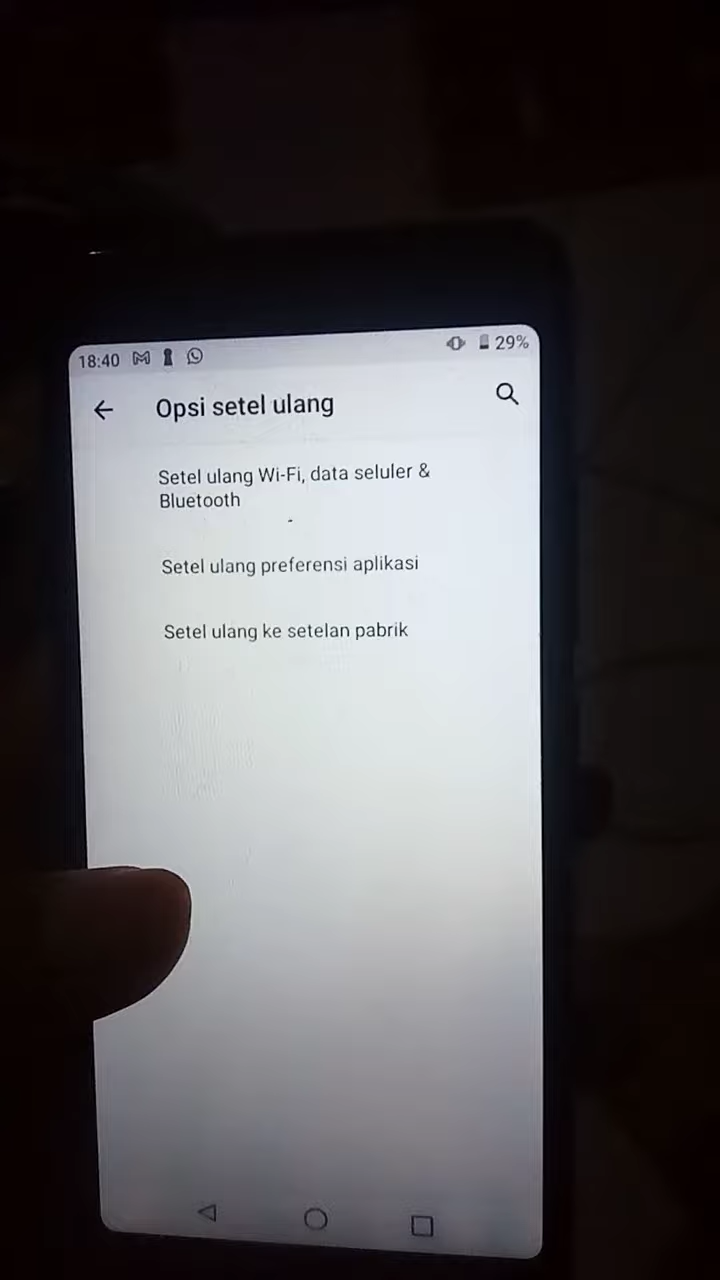 18:40 29%
Opsi setel ulang
Setel ulang Wi-Fi, data seluler &
Bluetooth
Setel ulang preferensi aplikasi
Setel ulang ke setelan pabrik